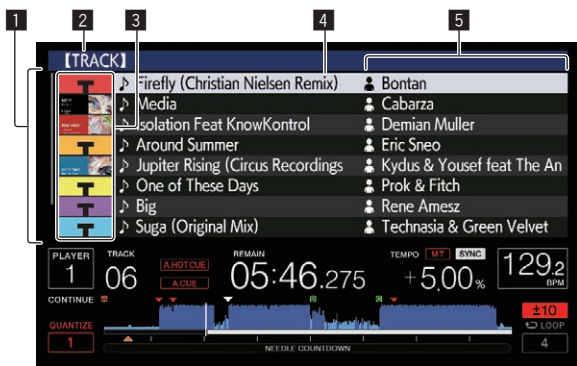 1 2 3 4 5
【TRACK】
T ♪ Firefly (Christian Nielsen Remix) Bontan
♪ Media Cabarza
♪ Isolation Feat KnowKontrol Demian Muller
T ♪ Around Summer Eric Sneo
♪ Jupiter Rising (Circus Recordings Kydus & Yousef feat The An
T ♪ One of These Days Prok & Fitch
T ♪ Big Rene Amesz
T ♪ Suga (Original Mix) Technasia & Green Velvet
PLAYER TRACK REMAIN TEMPO MT SYNC
1 06 A.HOTCUE A.CUE 05:46.275 +5.00% 129.2 BPM
CONTINUE A B C
QUANTIZE ±10
1 LOOP
NEEDLE COUNTDOWN 4